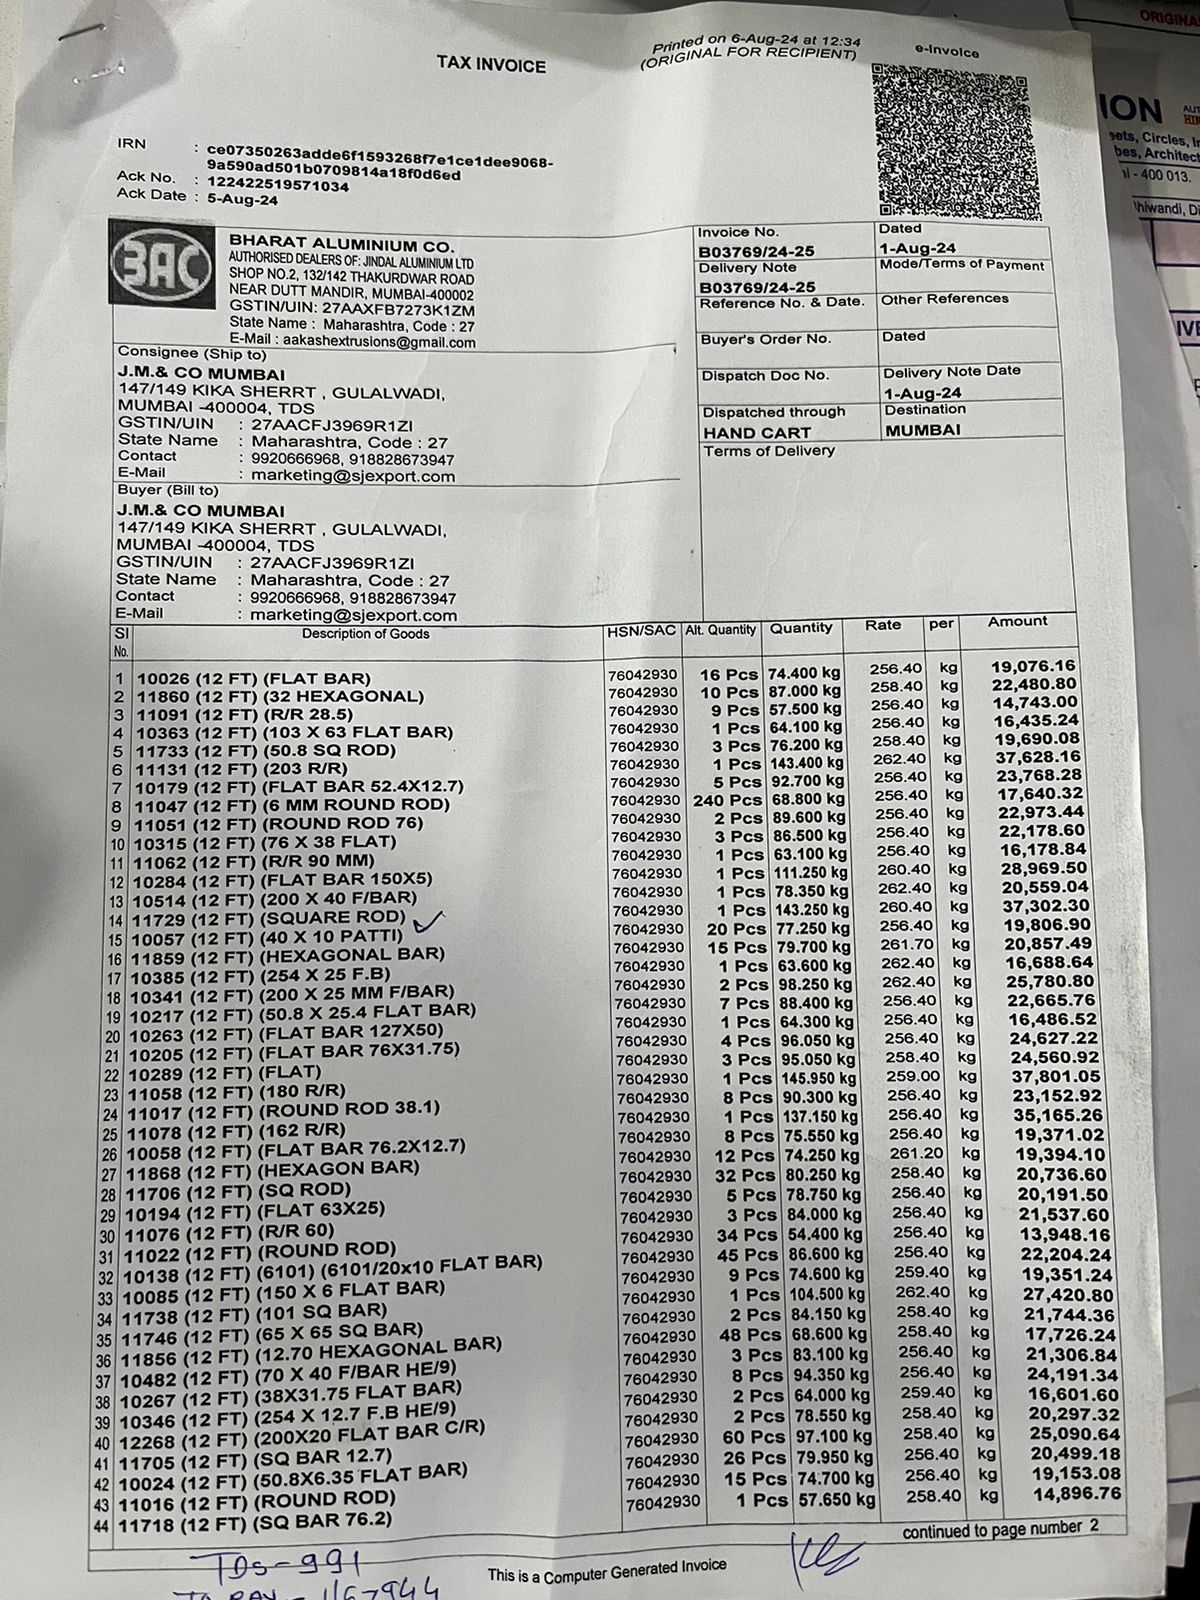 TAX INVOICE
Printed on 6-Aug-24 at 12:34
(ORIGINAL FOR RECIPIENT)
e-Invoice
IRN : ce07350263adde6f1593268f7e1ce1dee9068-
9a590ad501b0709814a18f0d6ed
Ack No. : 122422519571034
Ack Date : 5-Aug-24
BAC
BHARAT ALUMINIUM CO.
AUTHORISED DEALERS OF: JINDAL ALUMINIUM LTD
SHOP NO.2, 132/142 THAKURDWAR ROAD
NEAR DUTT MANDIR, MUMBAI-400002
GSTIN/UIN: 27AAXFB7273K1ZM
State Name : Maharashtra, Code : 27
E-Mail : aakashextrusions@gmail.com
Consignee (Ship to)
J.M.& CO MUMBAI
147/149 KIKA SHERRT , GULALWADI,
MUMBAI -400004, TDS
GSTIN/UIN : 27AACFJ3969R1ZI
State Name : Maharashtra, Code : 27
Contact : 9920666968, 918828673947
E-Mail : marketing@sjexport.com
Buyer (Bill to)
J.M.& CO MUMBAI
147/149 KIKA SHERRT , GULALWADI,
MUMBAI -400004, TDS
GSTIN/UIN : 27AACFJ3969R1ZI
State Name : Maharashtra, Code : 27
Contact : 9920666968, 918828673947
E-Mail : marketing@sjexport.com
Invoice No. Dated
B03769/24-25 1-Aug-24
Delivery Note Mode/Terms of Payment
B03769/24-25
Reference No. & Date. Other References
Buyer's Order No. Dated
Dispatch Doc No. Delivery Note Date
1-Aug-24
Dispatched through Destination
HAND CART MUMBAI
Terms of Delivery
Sl No. Description of Goods HSN/SAC Alt. Quantity Quantity Rate per Amount
1 10026 (12 FT) (FLAT BAR) 76042930 16 Pcs 74.400 kg 256.40 kg 19,076.16
2 11860 (12 FT) (32 HEXAGONAL) 76042930 10 Pcs 87.000 kg 258.40 kg 22,480.80
3 11091 (12 FT) (R/R 28.5) 76042930 9 Pcs 57.500 kg 256.40 kg 14,743.00
4 10363 (12 FT) (103 X 63 FLAT BAR) 76042930 1 Pcs 64.100 kg 256.40 kg 16,435.24
5 11733 (12 FT) (50.8 SQ ROD) 76042930 3 Pcs 76.200 kg 258.40 kg 19,690.08
6 11131 (12 FT) (203 R/R) 76042930 1 Pcs 143.400 kg 262.40 kg 37,628.16
7 10179 (12 FT) (FLAT BAR 52.4X12.7) 76042930 5 Pcs 92.700 kg 256.40 kg 23,768.28
8 11047 (12 FT) (6 MM ROUND ROD) 76042930 240 Pcs 68.800 kg 256.40 kg 17,640.32
9 11051 (12 FT) (ROUND ROD 76) 76042930 2 Pcs 89.600 kg 256.40 kg 22,973.44
10 10315 (12 FT) (76 X 38 FLAT) 76042930 3 Pcs 86.500 kg 256.40 kg 22,178.60
11 11062 (12 FT) (R/R 90 MM) 76042930 1 Pcs 63.100 kg 256.40 kg 16,178.84
12 10284 (12 FT) (FLAT BAR 150X5) 76042930 1 Pcs 111.250 kg 260.40 kg 28,969.50
13 10514 (12 FT) (200 X 40 F/BAR) 76042930 1 Pcs 78.350 kg 262.40 kg 20,559.04
14 11729 (12 FT) (SQUARE ROD) 76042930 1 Pcs 143.250 kg 260.40 kg 37,302.30
15 10057 (12 FT) (40 X 10 PATTI) 76042930 20 Pcs 77.250 kg 256.40 kg 19,806.90
16 11859 (12 FT) (HEXAGONAL BAR) 76042930 15 Pcs 79.700 kg 261.70 kg 20,857.49
17 10385 (12 FT) (254 X 25 F.B) 76042930 1 Pcs 63.600 kg 262.40 kg 16,688.64
18 10341 (12 FT) (200 X 25 MM F/BAR) 76042930 2 Pcs 98.250 kg 262.40 kg 25,780.80
19 10217 (12 FT) (50.8 X 25.4 FLAT BAR) 76042930 7 Pcs 88.400 kg 256.40 kg 22,665.76
20 10263 (12 FT) (FLAT BAR 127X50) 76042930 1 Pcs 64.300 kg 256.40 kg 16,486.52
21 10205 (12 FT) (FLAT BAR 76X31.75) 76042930 4 Pcs 96.050 kg 256.40 kg 24,627.22
22 10289 (12 FT) (FLAT) 76042930 3 Pcs 95.050 kg 258.40 kg 24,560.92
23 11058 (12 FT) (180 R/R) 76042930 1 Pcs 145.950 kg 259.00 kg 37,801.05
24 11017 (12 FT) (ROUND ROD 38.1) 76042930 8 Pcs 90.300 kg 256.40 kg 23,152.92
25 11078 (12 FT) (162 R/R) 76042930 1 Pcs 137.150 kg 256.40 kg 35,165.26
26 10058 (12 FT) (FLAT BAR 76.2X12.7) 76042930 8 Pcs 75.550 kg 256.40 kg 19,371.02
27 11868 (12 FT) (HEXAGON BAR) 76042930 12 Pcs 74.250 kg 261.20 kg 19,394.10
28 11706 (12 FT) (SQ ROD) 76042930 32 Pcs 80.250 kg 258.40 kg 20,736.60
29 10194 (12 FT) (FLAT 63X25) 76042930 5 Pcs 78.750 kg 256.40 kg 20,191.50
30 11076 (12 FT) (R/R 60) 76042930 3 Pcs 84.000 kg 256.40 kg 21,537.60
31 11022 (12 FT) (ROUND ROD) 76042930 34 Pcs 54.400 kg 256.40 kg 13,948.16
32 10138 (12 FT) (6101) (6101/20x10 FLAT BAR) 76042930 45 Pcs 86.600 kg 256.40 kg 22,204.24
33 10085 (12 FT) (150 X 6 FLAT BAR) 76042930 9 Pcs 74.600 kg 259.40 kg 19,351.24
34 11738 (12 FT) (101 SQ BAR) 76042930 1 Pcs 104.500 kg 262.40 kg 27,420.80
35 11746 (12 FT) (65 X 65 SQ BAR) 76042930 2 Pcs 84.150 kg 258.40 kg 21,744.36
36 11856 (12 FT) (12.70 HEXAGONAL BAR) 76042930 48 Pcs 68.600 kg 258.40 kg 17,726.24
37 10482 (12 FT) (70 X 40 F/BAR HE/9) 76042930 3 Pcs 83.100 kg 256.40 kg 21,306.84
38 10267 (12 FT) (38X31.75 FLAT BAR) 76042930 8 Pcs 94.350 kg 256.40 kg 24,191.34
39 10346 (12 FT) (254 X 12.7 F.B HE/9) 76042930 2 Pcs 64.000 kg 259.40 kg 16,601.60
40 12268 (12 FT) (200X20 FLAT BAR C/R) 76042930 2 Pcs 78.550 kg 258.40 kg 20,297.32
41 11705 (12 FT) (SQ BAR 12.7) 76042930 60 Pcs 97.100 kg 258.40 kg 25,090.64
42 10024 (12 FT) (50.8X6.35 FLAT BAR) 76042930 26 Pcs 79.950 kg 256.40 kg 20,499.18
43 11016 (12 FT) (ROUND ROD) 76042930 15 Pcs 74.700 kg 256.40 kg 19,153.08
44 11718 (12 FT) (SQ BAR 76.2) 76042930 1 Pcs 57.650 kg 258.40 kg 14,896.76
continued to page number 2
This is a Computer Generated Invoice
TDS-991
TO PAY - 1167944
ORIGINA
ION
eets, Circles,
bes, Architect
- 400 013.
hiwandi, Di